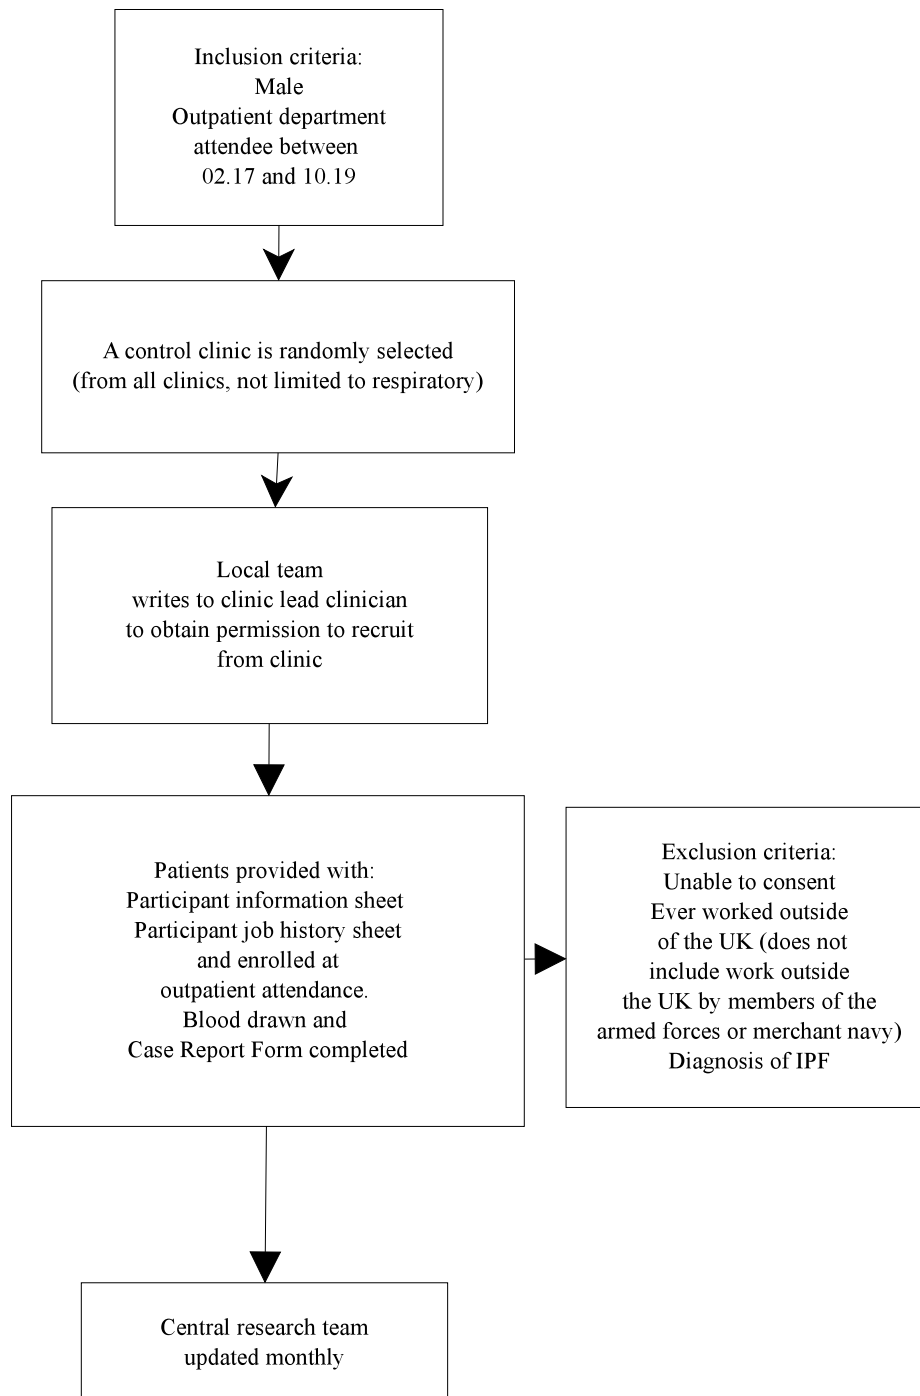 Inclusion criteria:
Male
Outpatient department
attendee between
02.17 and 10.19
A control clinic is randomly selected
(from all clinics, not limited to respiratory)
Local team
writes to clinic lead clinician
to obtain permission to recruit
from clinic
Patients provided with:
Participant information sheet
Participant job history sheet
and enrolled at
outpatient attendance.
Blood drawn and
Case Report Form completed
Exclusion criteria:
Unable to consent
Ever worked outside
of the UK (does not
include work outside
the UK by members of the
armed forces or merchant navy)
Diagnosis of IPF
Central research team
updated monthly